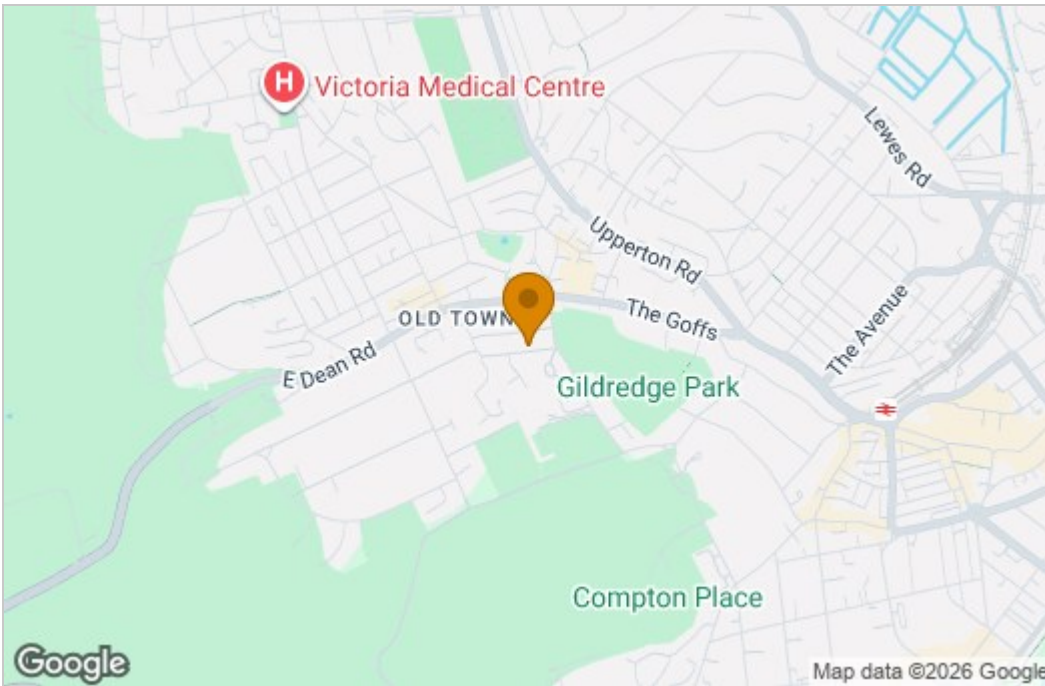 H Victoria Medical Centre
Lewes Rd
Upperton Rd
The Goffs
The Avenue
OLD TOWN
E Dean Rd
Gildredge Park
Compton Place
Google
Map data ©2026 Google